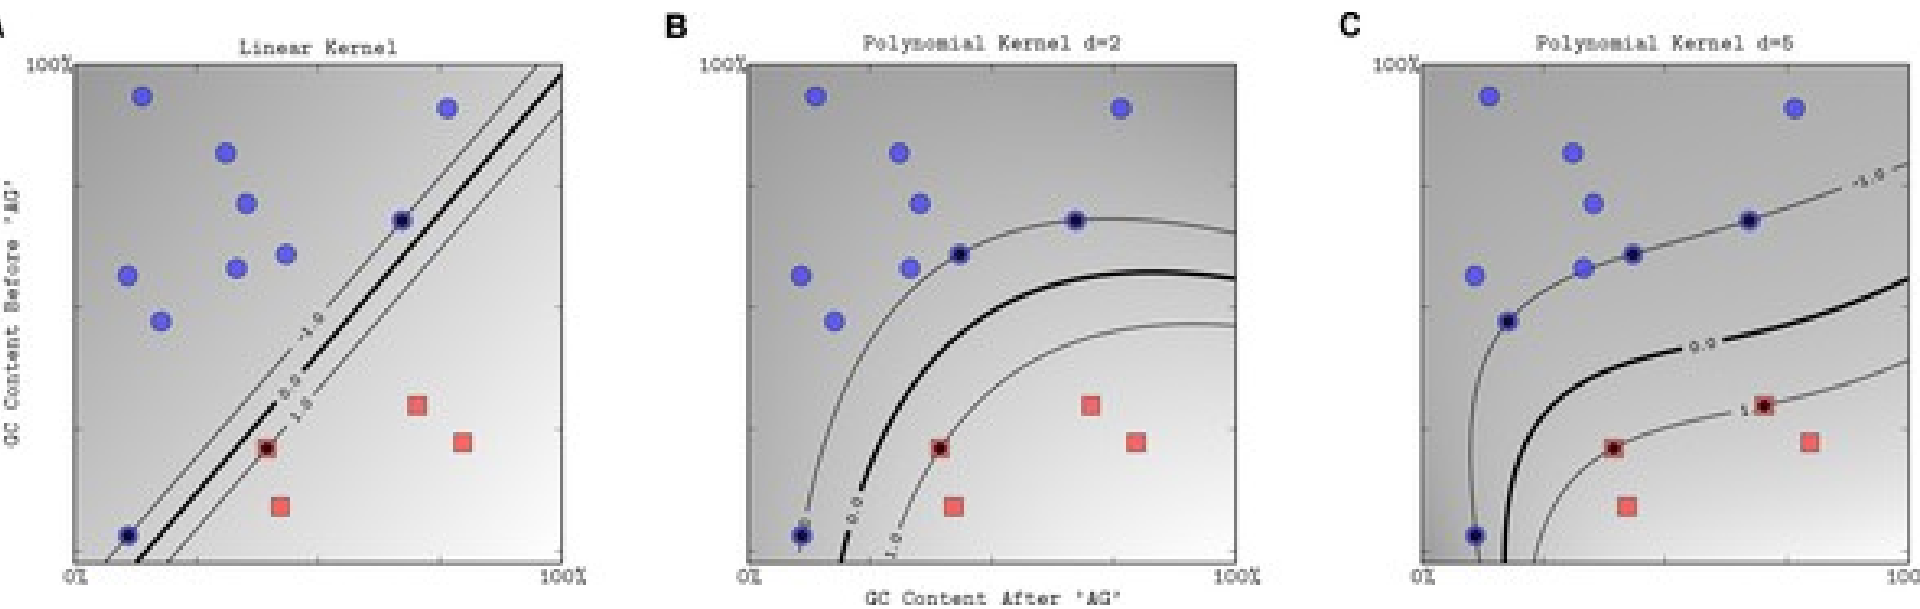 B
C
Linear Kernel
Polynomial Kernel d=2
Polynomial Kernel d=5
100%
100%
100%
GC Content Before 'AG'
-1.0
0.0
1.0
0.0
1.0
-1.0
0.0
0%
100%
0%
100%
0%
GC Content After 'AG'